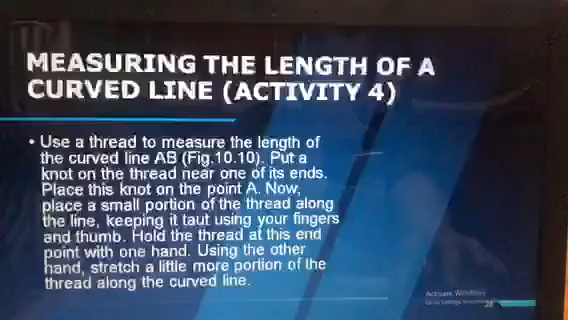 MEASURING THE LENGTH OF A
CURVED LINE (ACTIVITY 4)
• Use a thread to measure the length of
the curved line AB (Fig.10.10). Put a
knot on the thread near one of its ends.
Place this knot on the point A. Now,
place a small portion of the thread along
the line, keeping it taut using your fingers
and thumb. Hold the thread at this end
point with one hand. Using the other
hand, stretch a little more portion of the
thread along the curved line.
Activate Windows
Go to Settings to